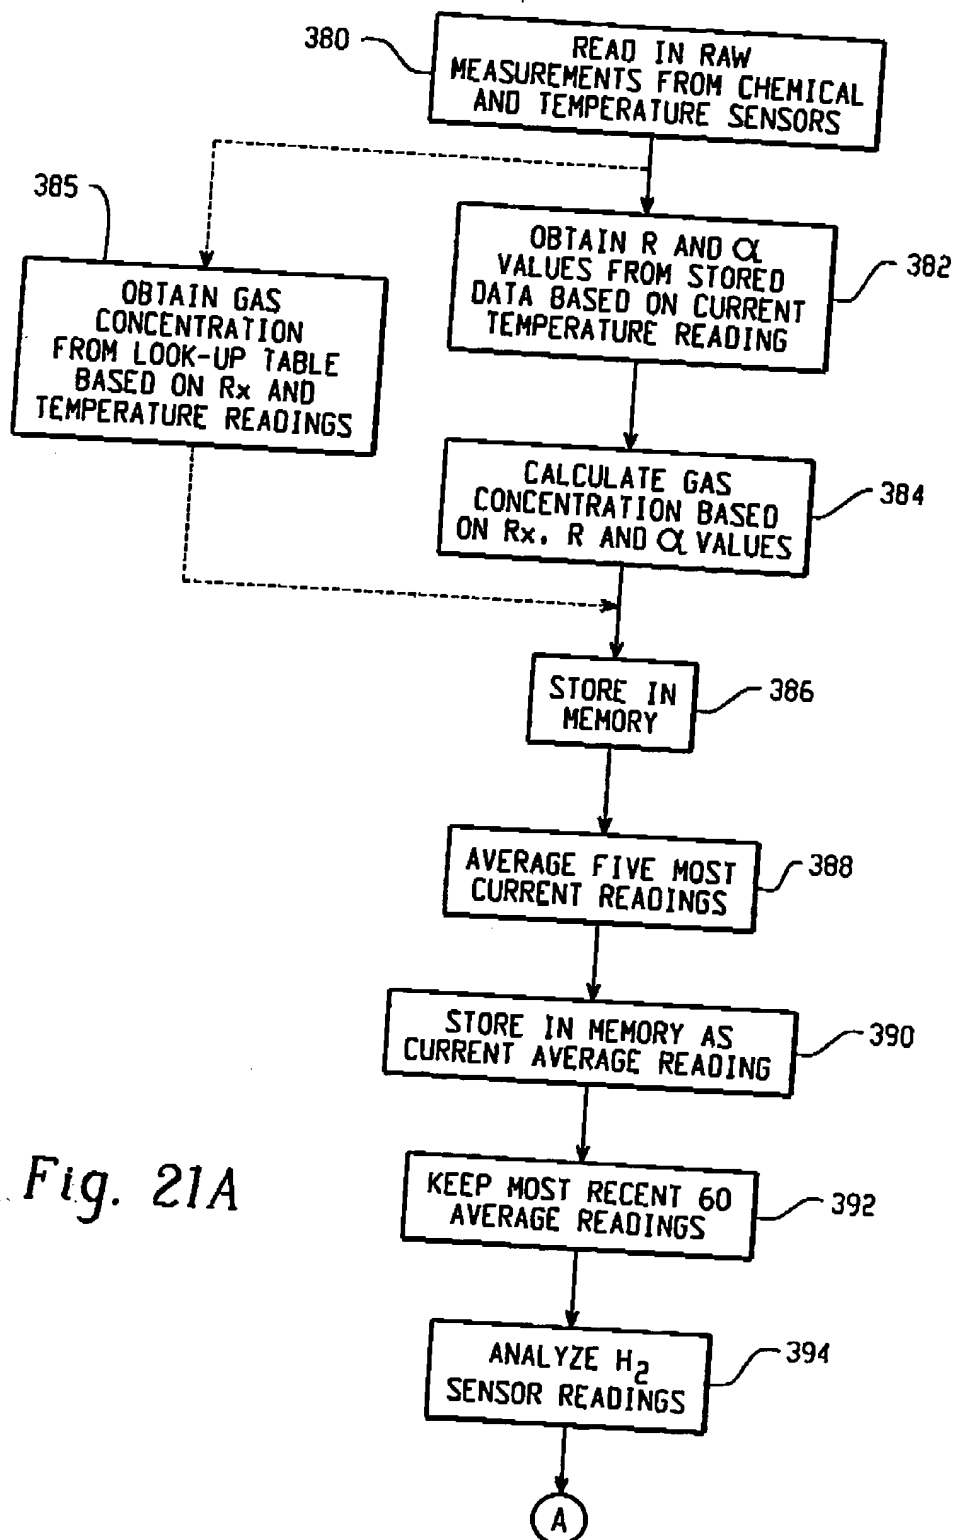 380
READ IN RAW
MEASUREMENTS FROM CHEMICAL
AND TEMPERATURE SENSORS
385
OBTAIN GAS
CONCENTRATION
FROM LOOK-UP TABLE
BASED ON Rx AND
TEMPERATURE READINGS
OBTAIN R AND α
VALUES FROM STORED
DATA BASED ON CURRENT
TEMPERATURE READING
382
CALCULATE GAS
CONCENTRATION BASED
ON Rx, R AND α VALUES
384
STORE IN
MEMORY
386
AVERAGE FIVE MOST
CURRENT READINGS
388
STORE IN MEMORY AS
CURRENT AVERAGE READING
390
Fig. 21A
KEEP MOST RECENT 60
AVERAGE READINGS
392
ANALYZE H2
SENSOR READINGS
394
A